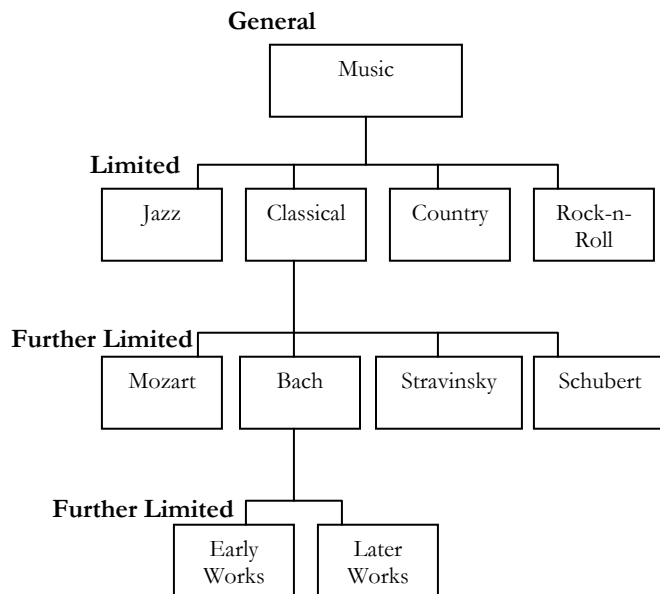 General
Music
Limited
Jazz
Classical
Country
Rock-n-
Roll
Further Limited
Mozart
Bach
Stravinsky
Schubert
Further Limited
Early
Works
Later
Works